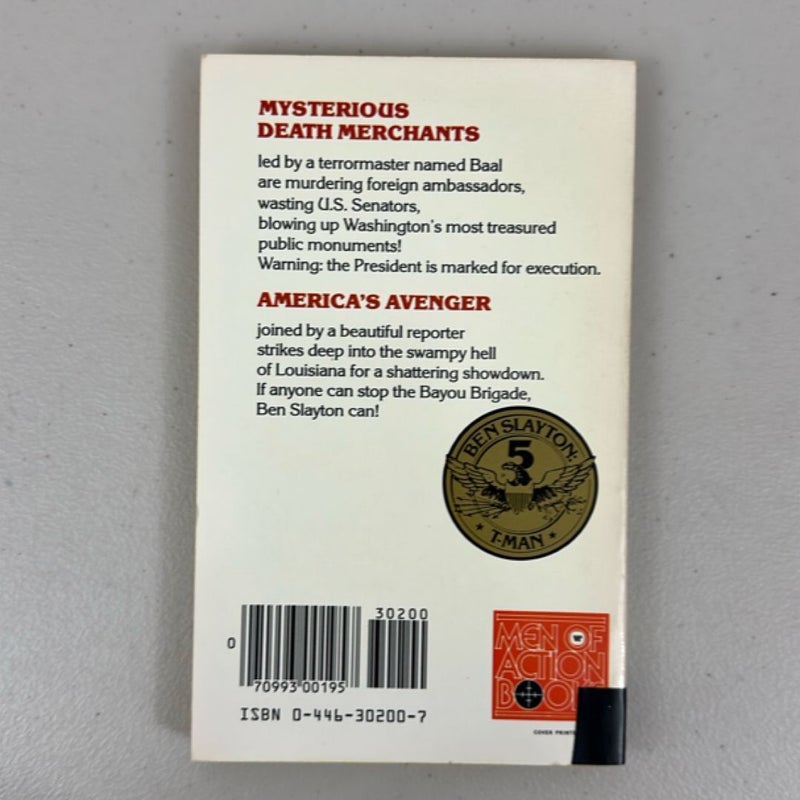 MYSTERIOUS
DEATH MERCHANTS
led by a terrormaster named Baal
are murdering foreign ambassadors,
wasting U.S. Senators,
blowing up Washington's most treasured
public monuments!
Warning: the President is marked for execution.
AMERICA'S AVENGER
joined by a beautiful reporter
strikes deep into the swampy hell
of Louisiana for a shattering showdown.
If anyone can stop the Bayou Brigade,
Ben Slayton can!
BEN SLAYTON:
5
T-MAN
30200
0
70993 00195
ISBN 0-446-30200-7
MEN OF
ACTION
BOOKS
COVER